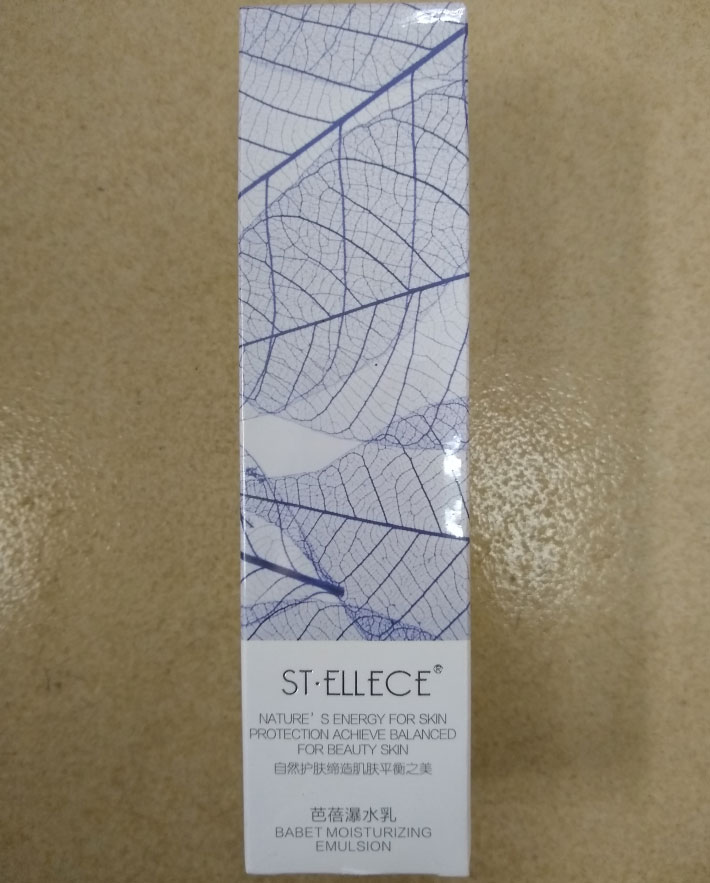 ST·ELLECE®
NATURE'S ENERGY FOR SKIN
PROTECTION ACHIEVE BALANCED
FOR BEAUTY SKIN
自然护肤缔造肌肤平衡之美
芭蓓瀑水乳
BABET MOISTURIZING
EMULSION